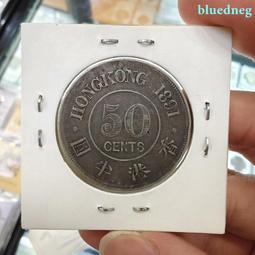 bluedneg
· HONGKONG 1891 ·
50
CENTS
香港半圓